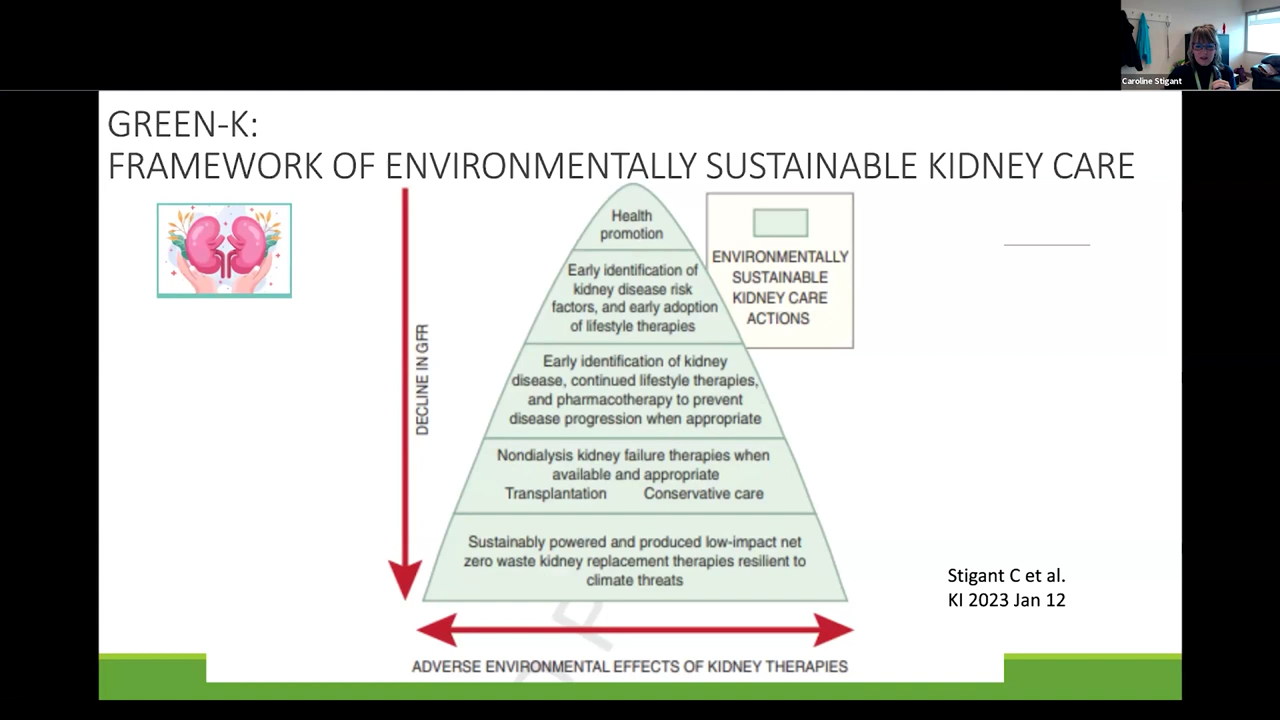 Caroline Stigant
GREEN-K:
FRAMEWORK OF ENVIRONMENTALLY SUSTAINABLE KIDNEY CARE
DECLINE IN GFR
Health
promotion
Early identification of
kidney disease risk
factors, and early adoption
of lifestyle therapies
Early identification of kidney
disease, continued lifestyle therapies,
and pharmacotherapy to prevent
disease progression when appropriate
Nondialysis kidney failure therapies when
available and appropriate
Transplantation Conservative care
Sustainably powered and produced low-impact net
zero waste kidney replacement therapies resilient to
climate threats
ENVIRONMENTALLY
SUSTAINABLE
KIDNEY CARE
ACTIONS
Stigant C et al.
KI 2023 Jan 12
ADVERSE ENVIRONMENTAL EFFECTS OF KIDNEY THERAPIES